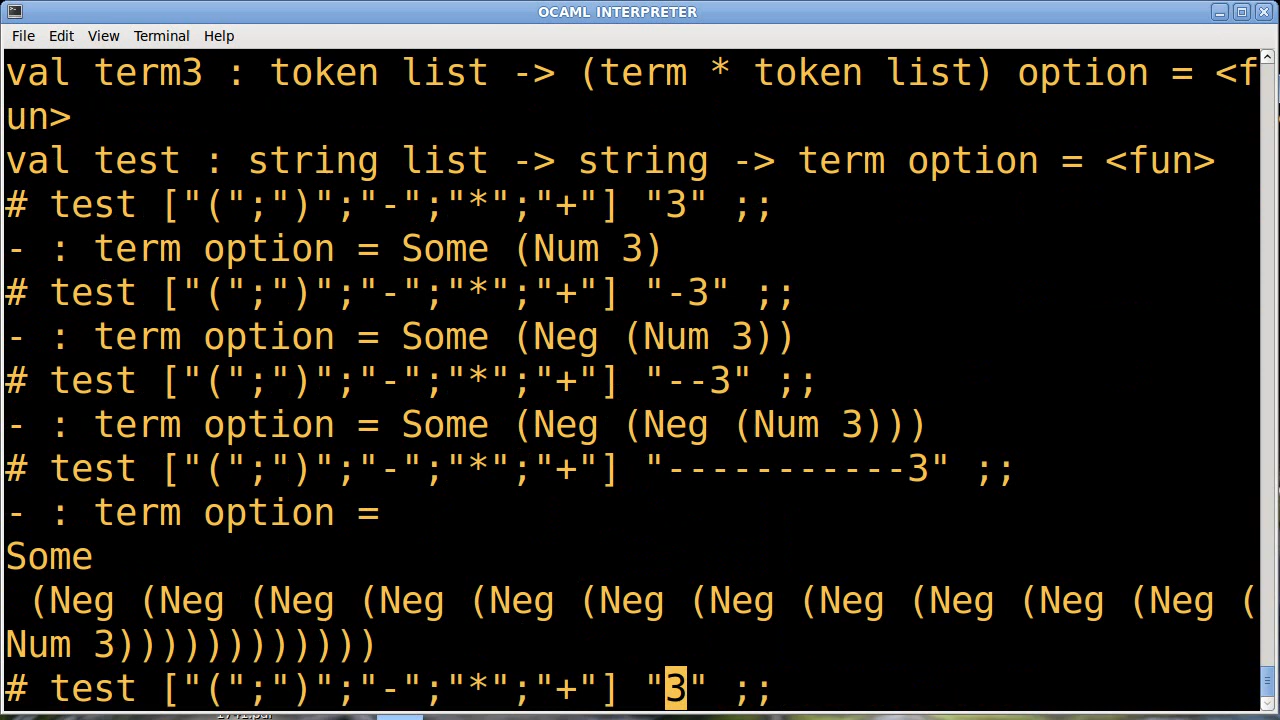 OCAML INTERPRETER
File Edit View Terminal Help
val term3 : token list -> (term * token list) option = <f
un>
val test : string list -> string -> term option = <fun>
# test ["(";")";"-";"*";"+"] "3" ;;
- : term option = Some (Num 3)
# test ["(";")";"-";"*";"+"] "-3" ;;
- : term option = Some (Neg (Num 3))
# test ["(";")";"-";"*";"+"] "--3" ;;
- : term option = Some (Neg (Neg (Num 3)))
# test ["(";")";"-";"*";"+"] "-----------3" ;;
- : term option =
Some
 (Neg (Neg (Neg (Neg (Neg (Neg (Neg (Neg (Neg (Neg (Neg (
Num 3))))))))))))
# test ["(";")";"-";"*";"+"] "3" ;;